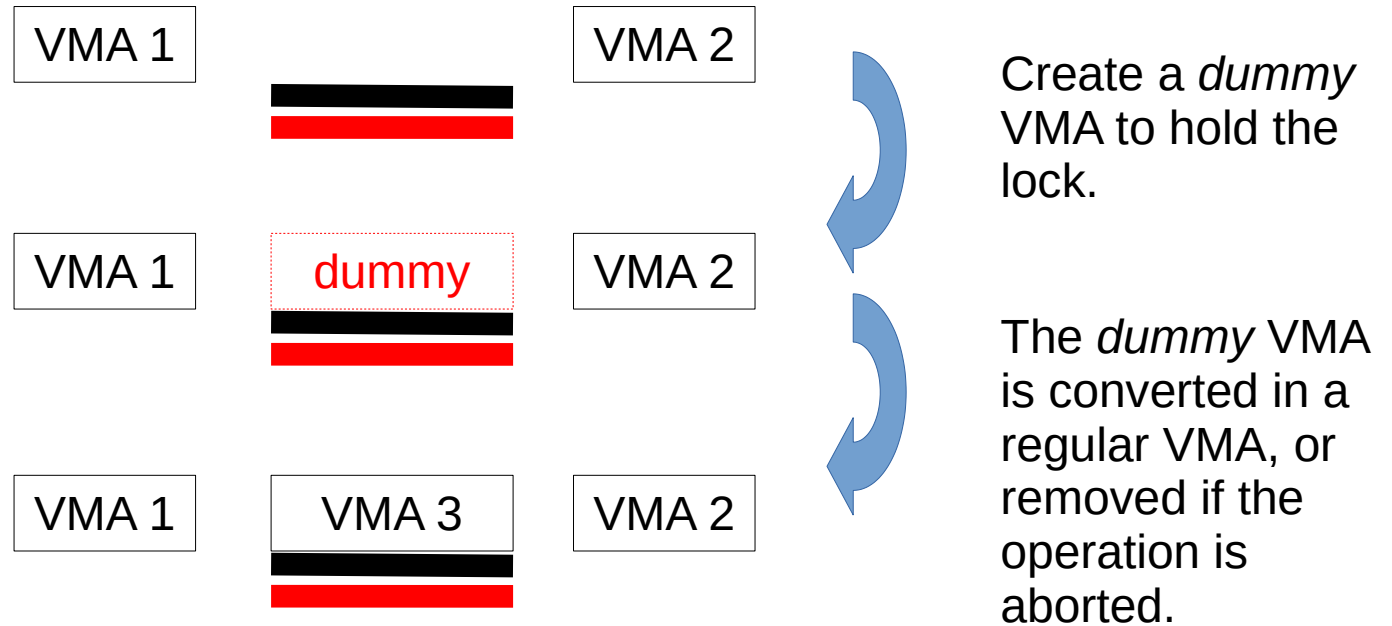 VMA 1
VMA 2
Create a dummy
VMA to hold the
lock.
VMA 1
dummy
VMA 2
The dummy VMA
is converted in a
regular VMA, or
removed if the
operation is
aborted.
VMA 1
VMA 3
VMA 2